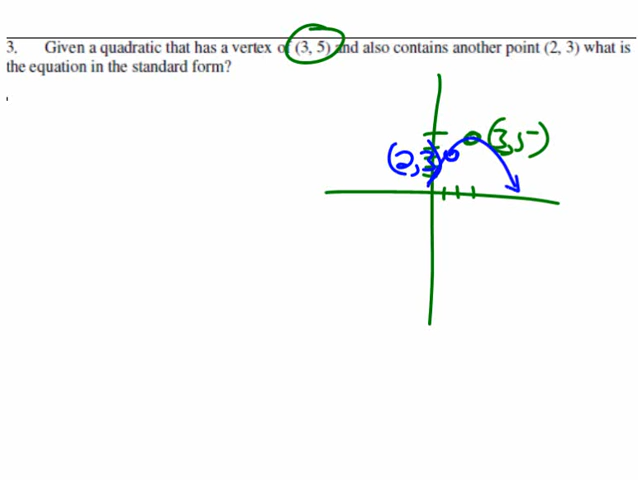 3. Given a quadratic that has a vertex of (3, 5) and also contains another point (2, 3) what is
the equation in the standard form?
(3,5)
(2,3)